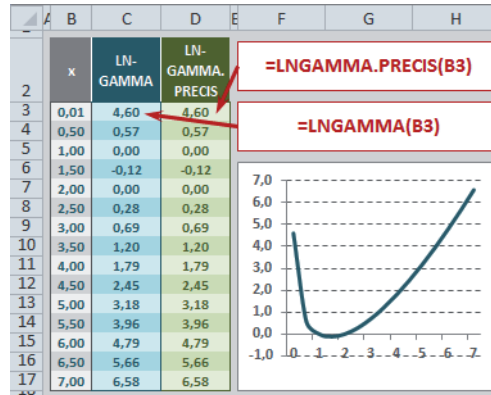 A B C D E F G H
2 x LN-GAMMA LN-GAMMA.PRECIS
=LNGAMMA.PRECIS(B3)
=LNGAMMA(B3)
3 0,01 4,60 4,60
4 0,50 0,57 0,57
5 1,00 0,00 0,00
6 1,50 -0,12 -0,12
7 2,00 0,00 0,00
8 2,50 0,28 0,28
9 3,00 0,69 0,69
10 3,50 1,20 1,20
11 4,00 1,79 1,79
12 4,50 2,45 2,45
13 5,00 3,18 3,18
14 5,50 3,96 3,96
15 6,00 4,79 4,79
16 6,50 5,66 5,66
17 7,00 6,58 6,58
7,0
6,0
5,0
4,0
3,0
2,0
1,0
0,0
-1,0 0 1 2 3 4 5 6 7